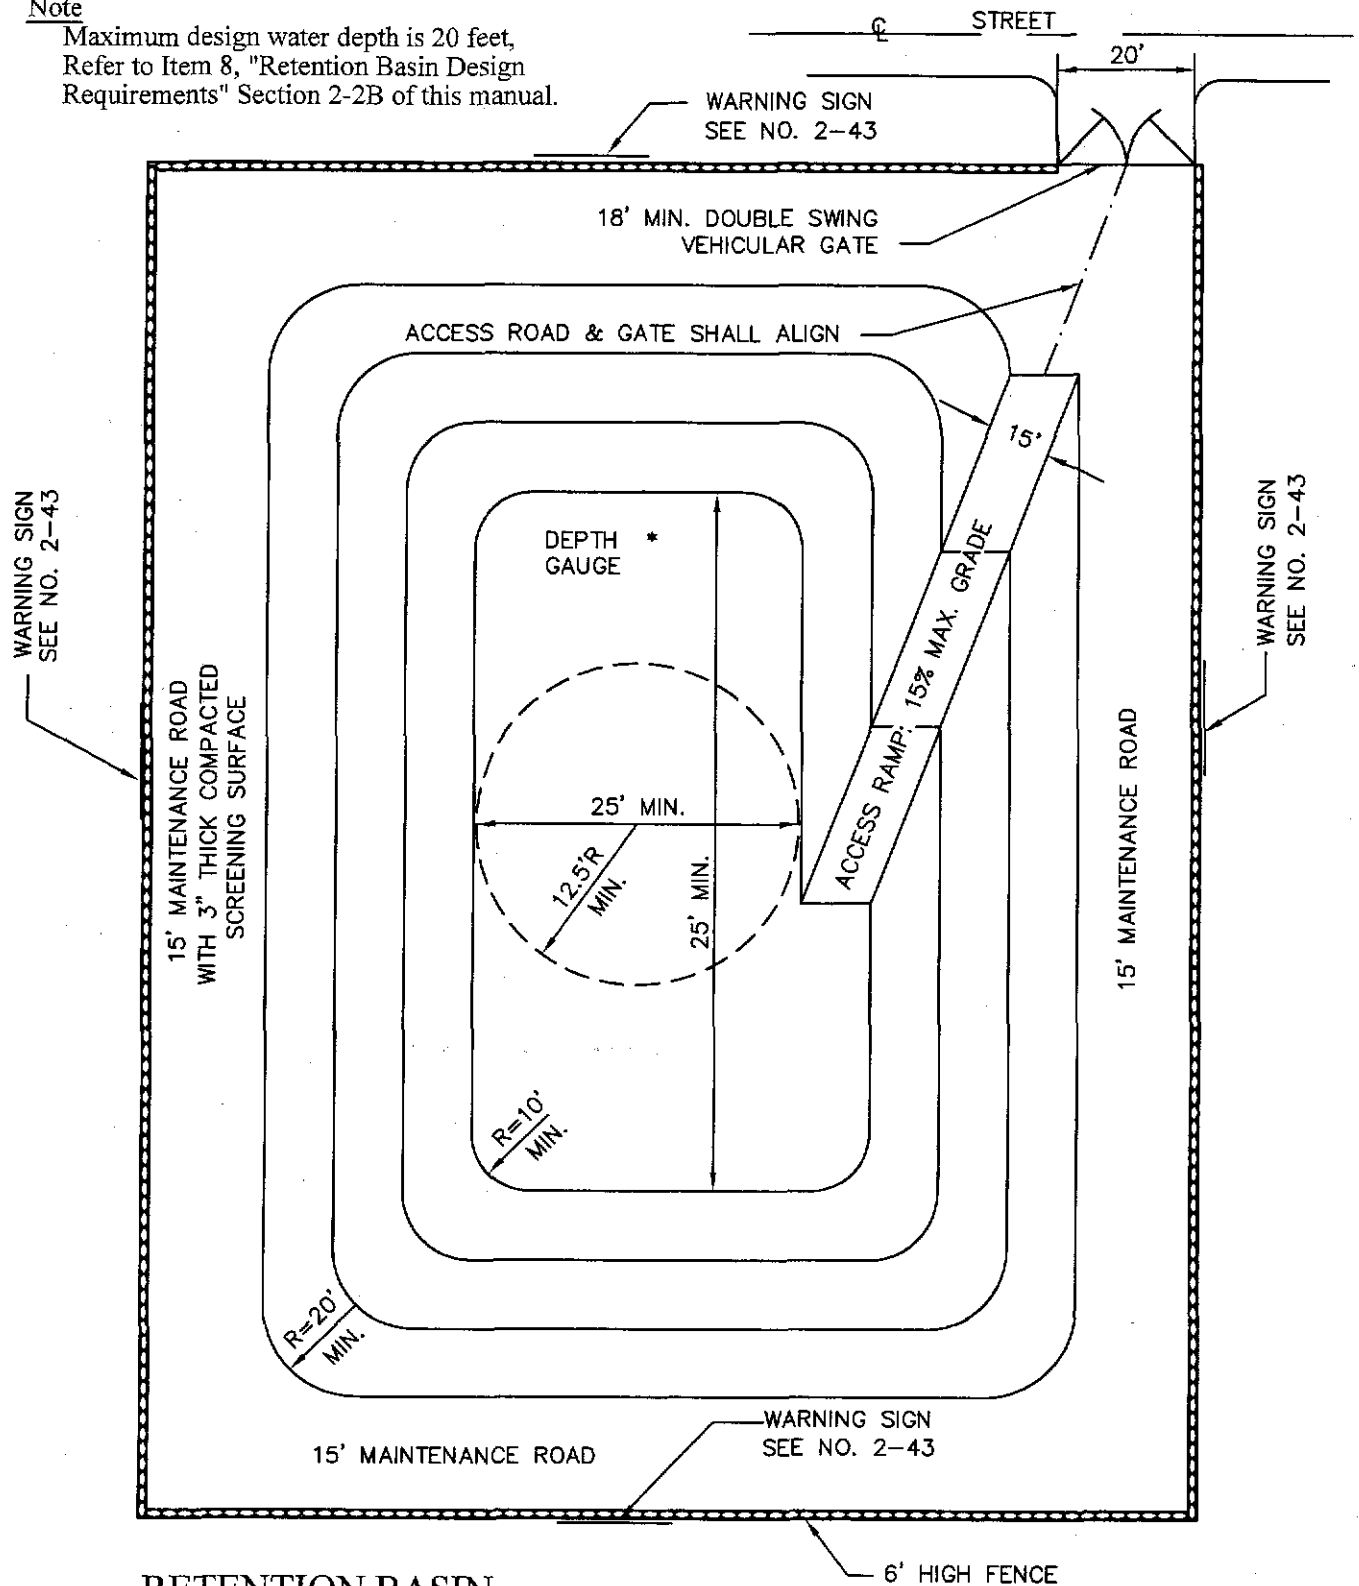 Note
Maximum design water depth is 20 feet,
Refer to Item 8, "Retention Basin Design
Requirements" Section 2-2B of this manual.
℄ STREET
20'
WARNING SIGN
SEE NO. 2-43
18' MIN. DOUBLE SWING
VEHICULAR GATE
ACCESS ROAD & GATE SHALL ALIGN
15'
DEPTH *
GAUGE
WARNING SIGN
SEE NO. 2-43
WARNING SIGN
SEE NO. 2-43
15' MAINTENANCE ROAD
WITH 3" THICK COMPACTED
SCREENING SURFACE
ACCESS RAMP: 15% MAX. GRADE
15' MAINTENANCE ROAD
25' MIN.
12.5'R
MIN.
25' MIN.
R=10'
MIN.
R=20'
MIN.
WARNING SIGN
SEE NO. 2-43
15' MAINTENANCE ROAD
6' HIGH FENCE
RETENTION BASIN